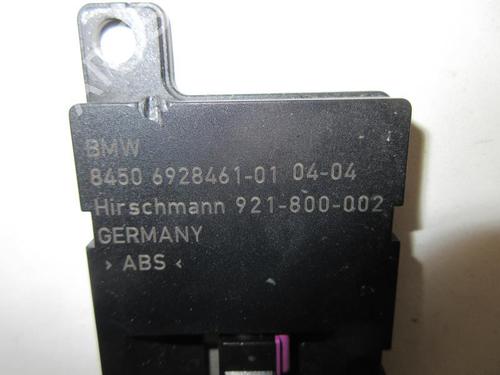 BMW
8450 6928461-01 04-04
Hirschmann 921-800-002
GERMANY
> ABS <